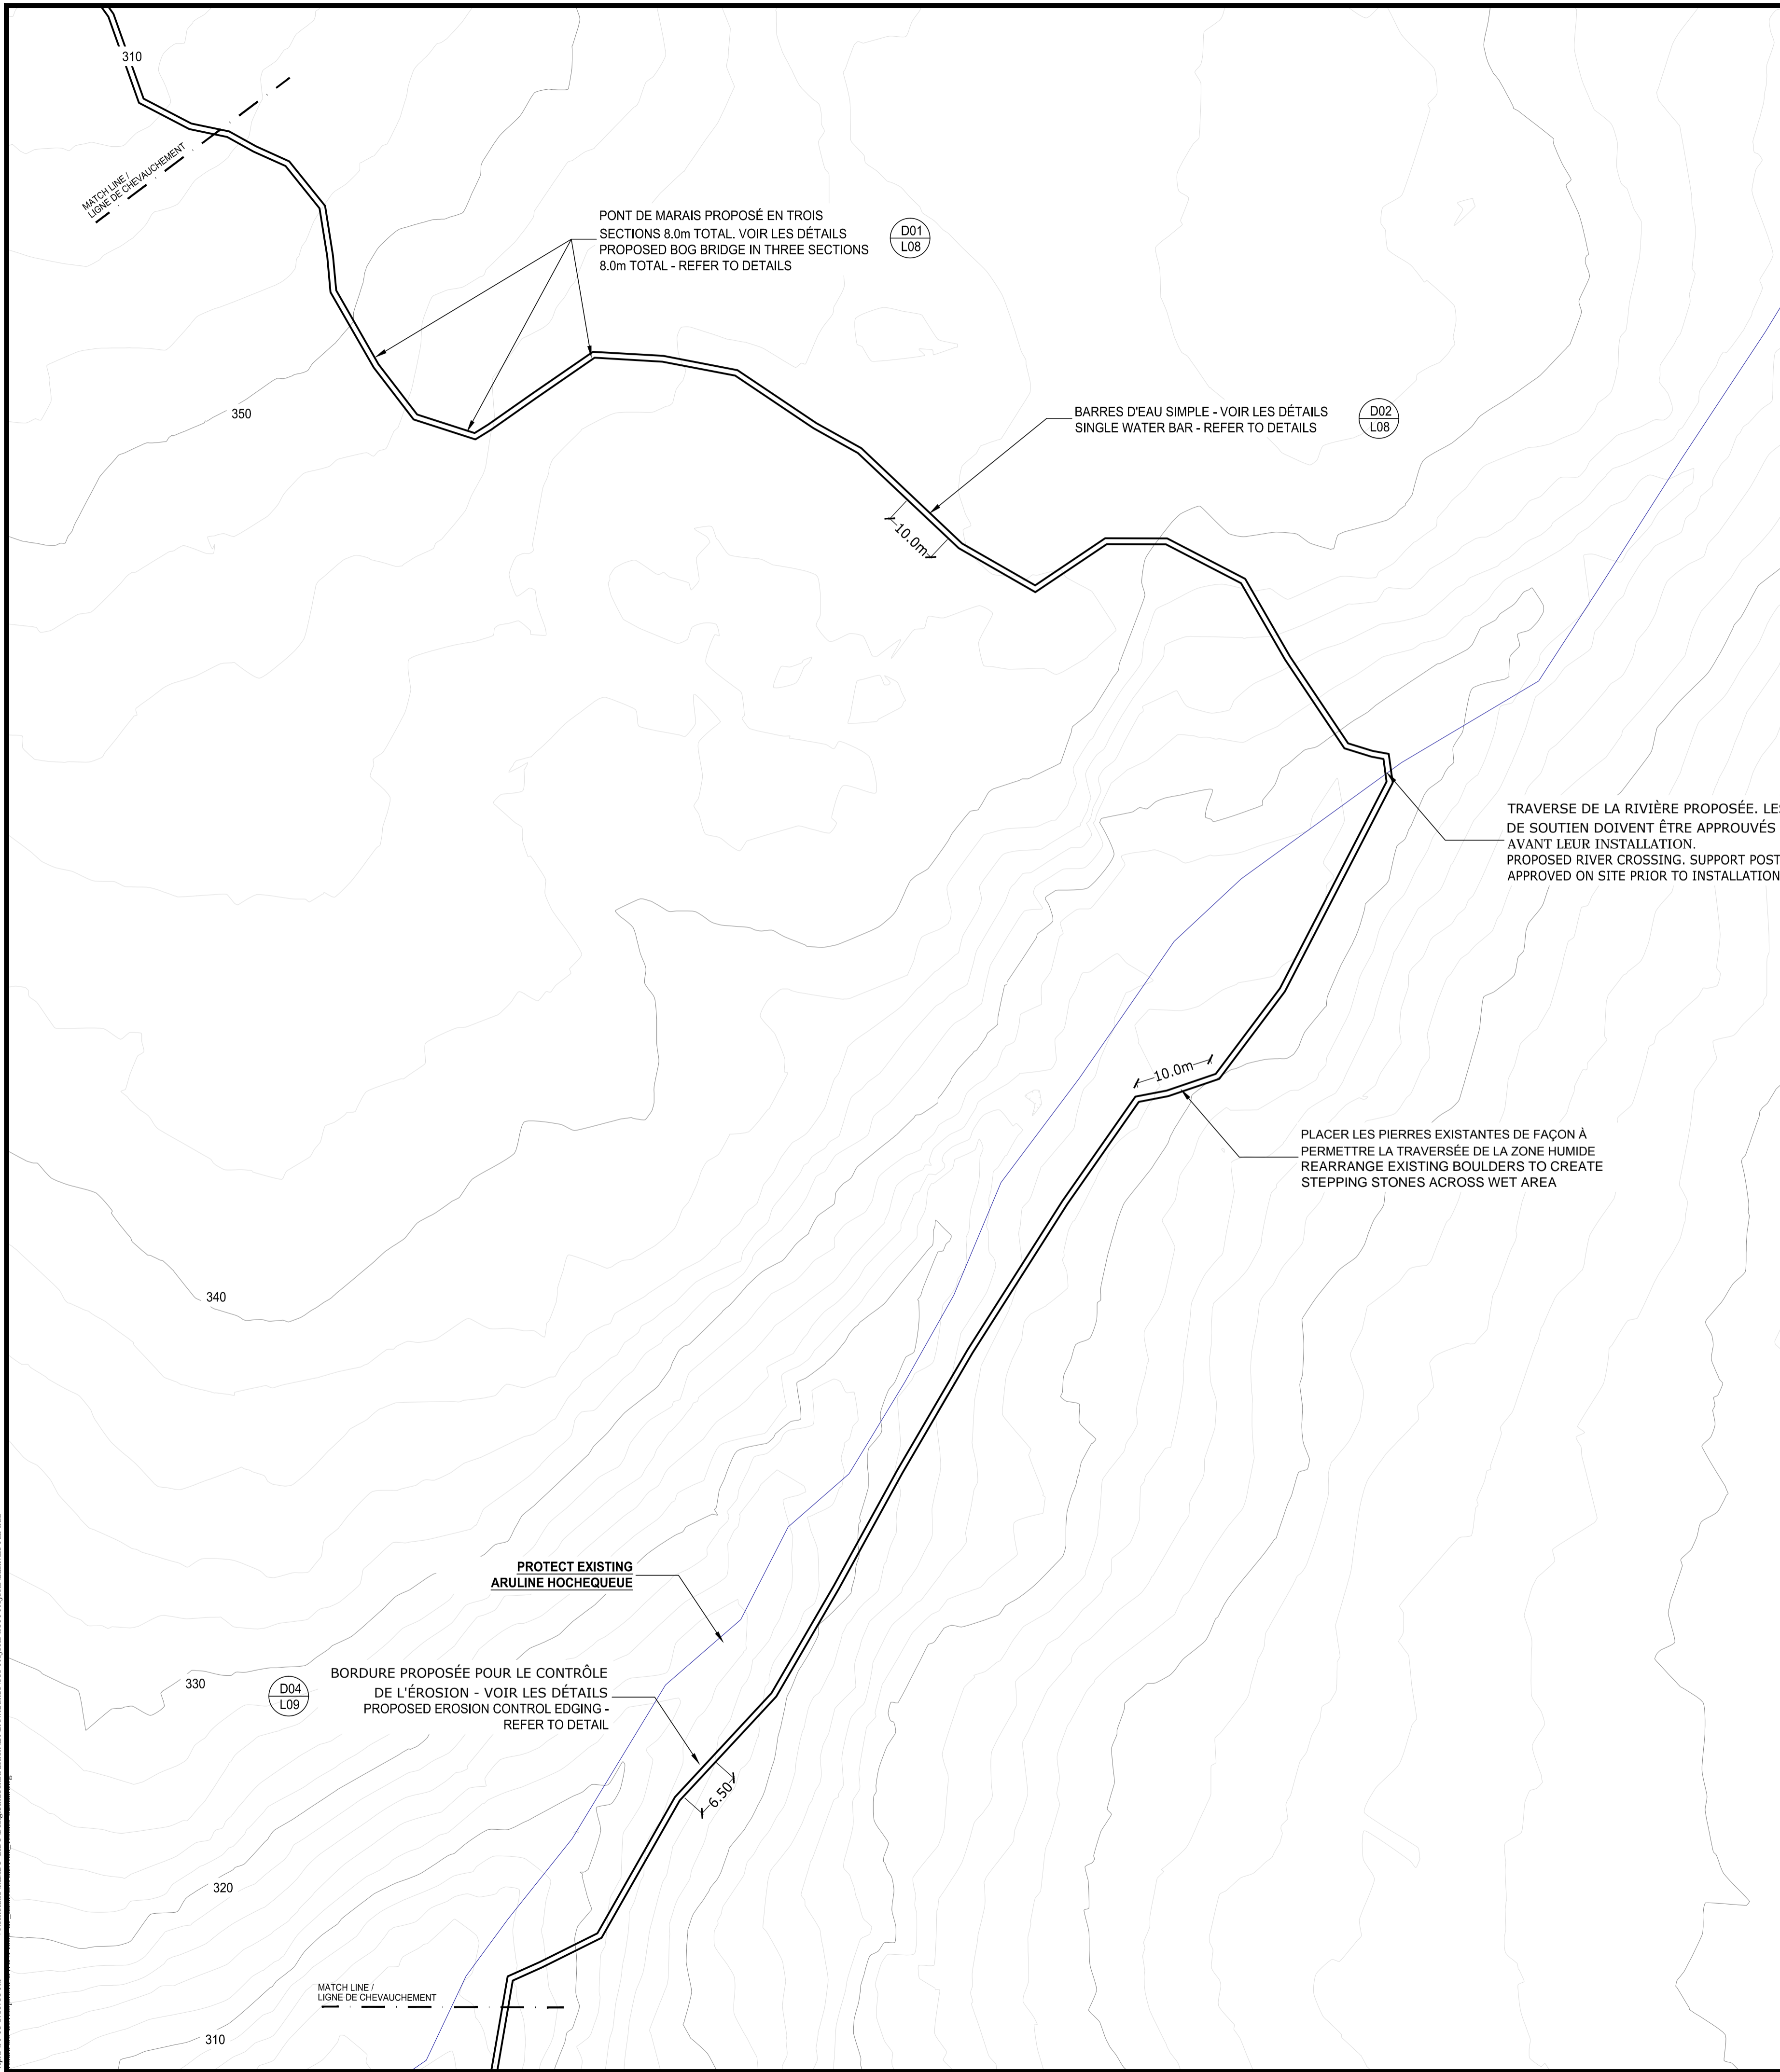 310
MATCH LINE /
LIGNE DE CHEVAUCHEMENT
PONT DE MARAIS PROPOSÉ EN TROIS
SECTIONS 8.0m TOTAL. VOIR LES DÉTAILS
PROPOSED BOG BRIDGE IN THREE SECTIONS
8.0m TOTAL - REFER TO DETAILS
D01
L08
350
BARRES D'EAU SIMPLE - VOIR LES DÉTAILS
SINGLE WATER BAR - REFER TO DETAILS
D02
L08
10.0m
TRAVERSE DE LA RIVIÈRE PROPOSÉE. LES
DE SOUTIEN DOIVENT ÊTRE APPROUVÉS
AVANT LEUR INSTALLATION.
PROPOSED RIVER CROSSING. SUPPORT POST
APPROVED ON SITE PRIOR TO INSTALLATION
10.0m
PLACER LES PIERRES EXISTANTES DE FAÇON À
PERMETTRE LA TRAVERSÉE DE LA ZONE HUMIDE
REARRANGE EXISTING BOULDERS TO CREATE
STEPPING STONES ACROSS WET AREA
340
PROTECT EXISTING
ARULINE HOCHEQUEUE
330
D04
L09
BORDURE PROPOSÉE POUR LE CONTRÔLE
DE L'ÉROSION - VOIR LES DÉTAILS
PROPOSED EROSION CONTROL EDGING -
REFER TO DETAIL
6.50
320
MATCH LINE /
LIGNE DE CHEVAUCHEMENT
310